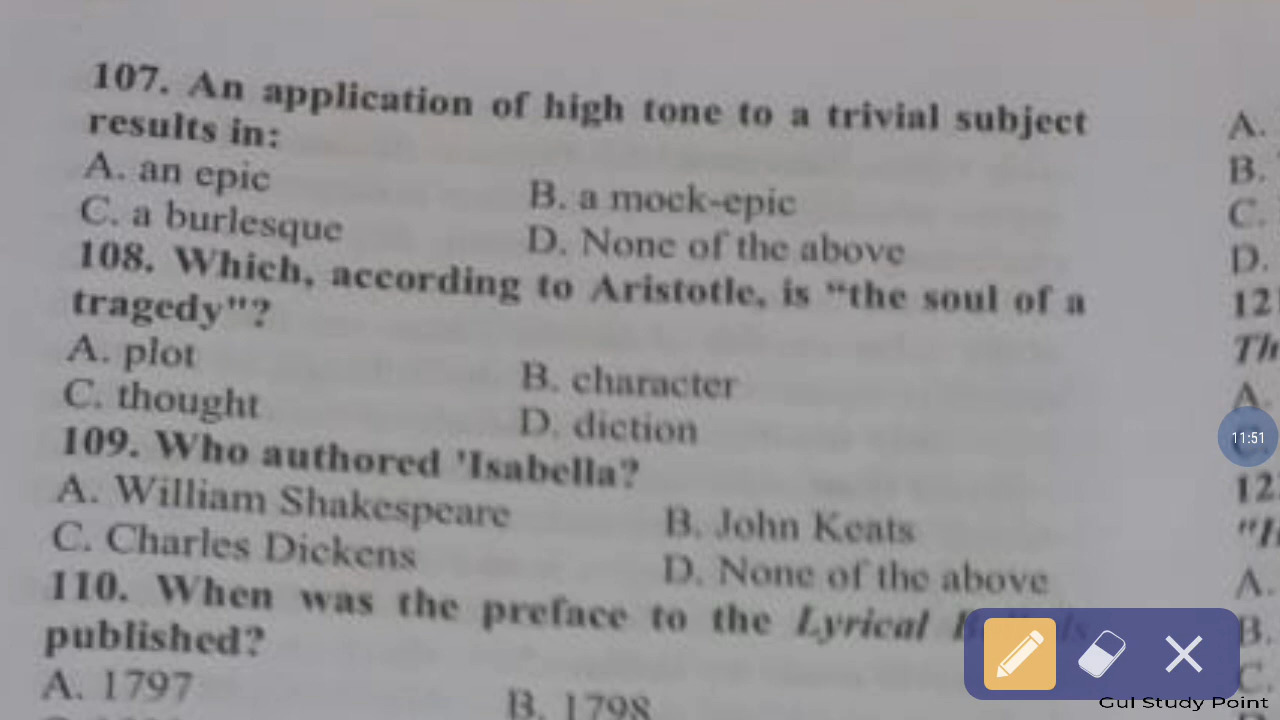 107. An application of high tone to a trivial subject
results in:
A. an epic
B. a mock-epic
C. a burlesque
D. None of the above
108. Which, according to Aristotle, is “the soul of a
tragedy"?
A. plot
B. character
C. thought
D. diction
109. Who authored 'Isabella?
A. William Shakespeare
B. John Keats
C. Charles Dickens
D. None of the above
110. When was the preface to the Lyrical
published?
A. 1797
B. 1798
A.
B.
C.
D.
12
Th
A.
11:51
12
"H
A.
B.
C.
Gul Study Point